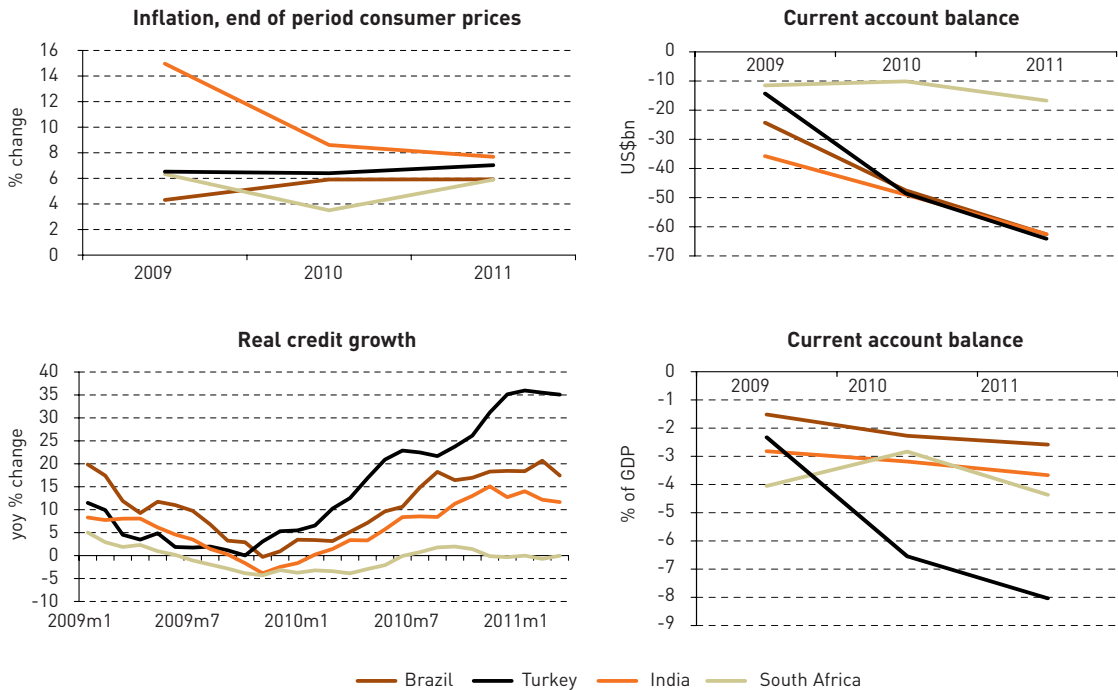 Inflation, end of period consumer prices
% change
16
14
12
10
8
6
4
2
0
2009 2010 2011
Current account balance
US$bn
0
-10
-20
-30
-40
-50
-60
-70
2009 2010 2011
Real credit growth
yoy % change
40
35
30
25
20
15
10
5
0
-5
-10
2009m1 2009m7 2010m1 2010m7 2011m1
Current account balance
% of GDP
0
-1
-2
-3
-4
-5
-6
-7
-8
-9
2009 2010 2011
Brazil Turkey India South Africa